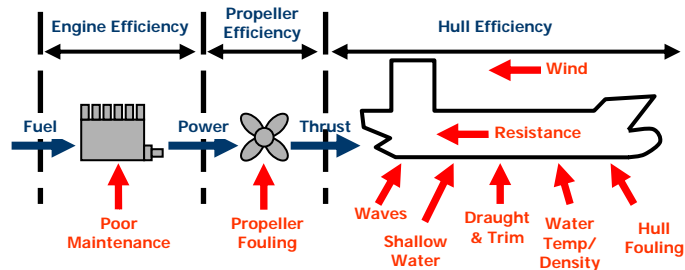 Engine Efficiency
Propeller
Efficiency
Hull Efficiency
Wind
Fuel
Power
Thrust
Resistance
Poor
Maintenance
Propeller
Fouling
Waves
Shallow
Water
Draught
& Trim
Water
Temp/
Density
Hull
Fouling